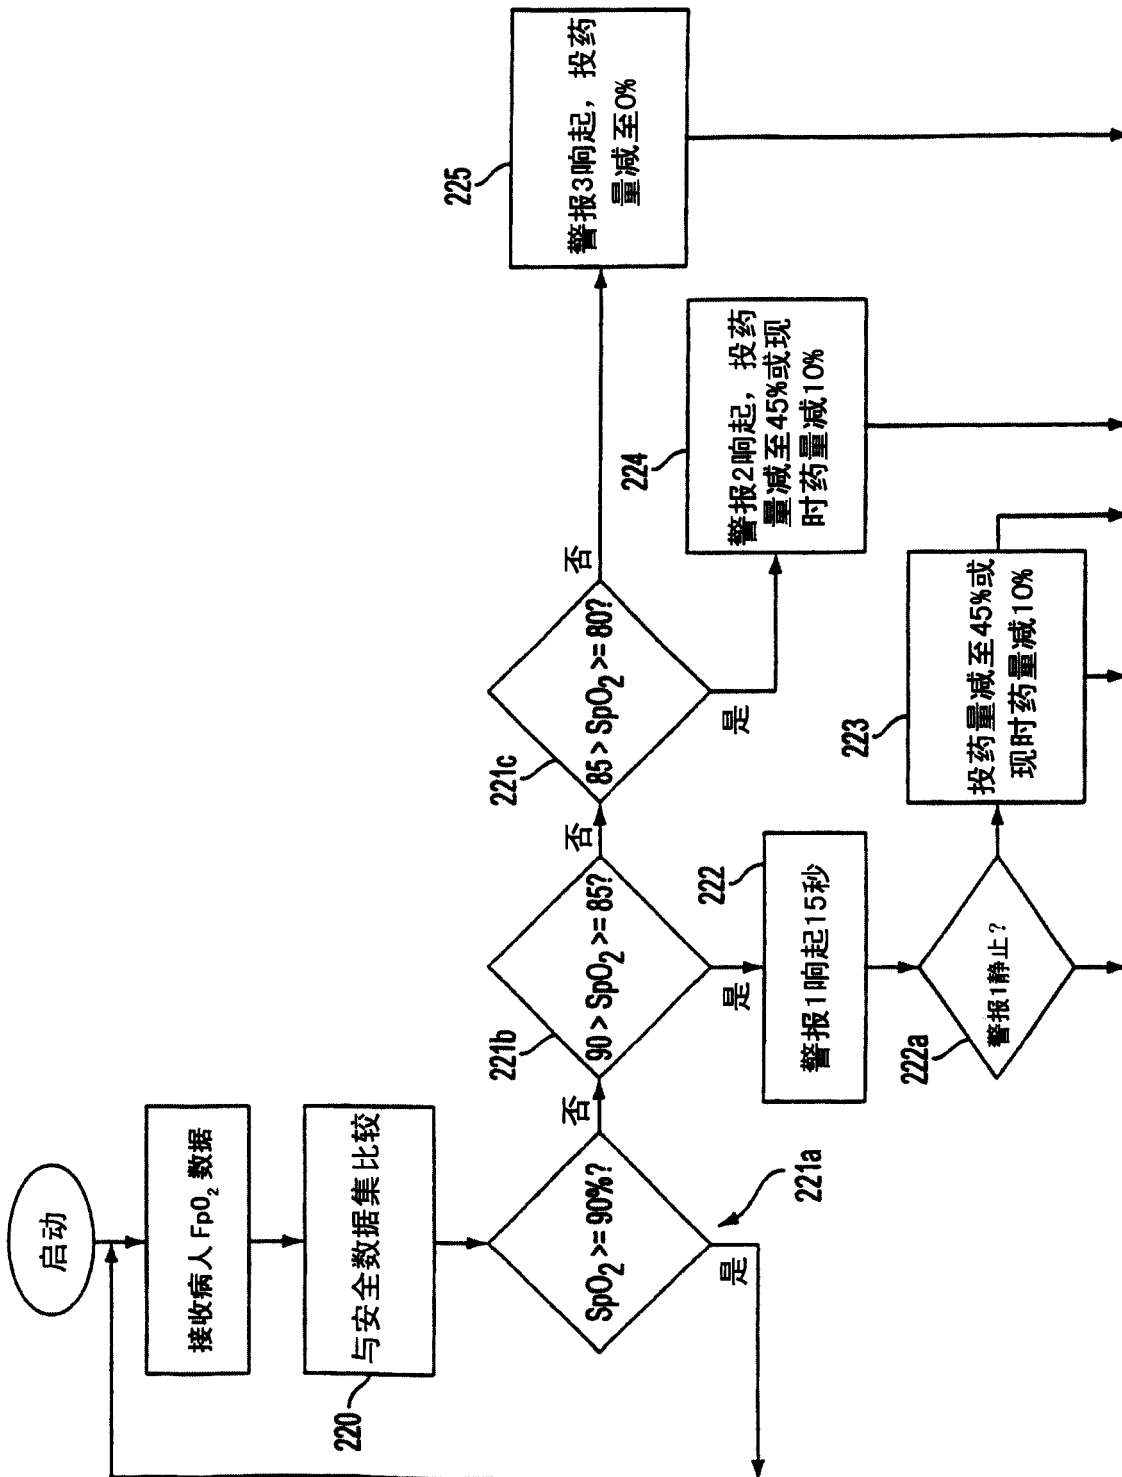 启动
接收病人 FpO₂ 数据
与安全数据集比较
220
SpO₂ >= 90%?
221a
是
否
90 > SpO₂ >= 85?
221b
是
否
85 > SpO₂ >= 80?
221c
是
否
警报1响起15秒
222
警报1静止?
222a
投药量减至45%或
现时药量减10%
223
警报2响起，投药
量减至45%或现
时药量减10%
224
警报3响起，投药
量减至0%
225